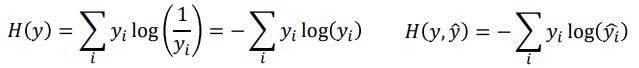 H(y) = ∑_i y_i log(1/y_i) = −∑_i y_i log(y_i)    H(y, ŷ) = −∑_i y_i log(ŷ_i)